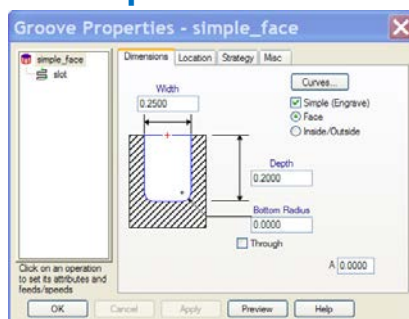 Groove Properties - simple_face
simple_face
slot
Dimensions
Location
Strategy
Misc
Width
0.2500
Curves...
Simple (Engrave)
Face
Inside/Outside
Depth
0.2000
Bottom Radius
0.0000
Through
A 0.0000
Click on an operation
to set its attributes and
feeds/speeds
OK
Cancel
Apply
Preview
Help